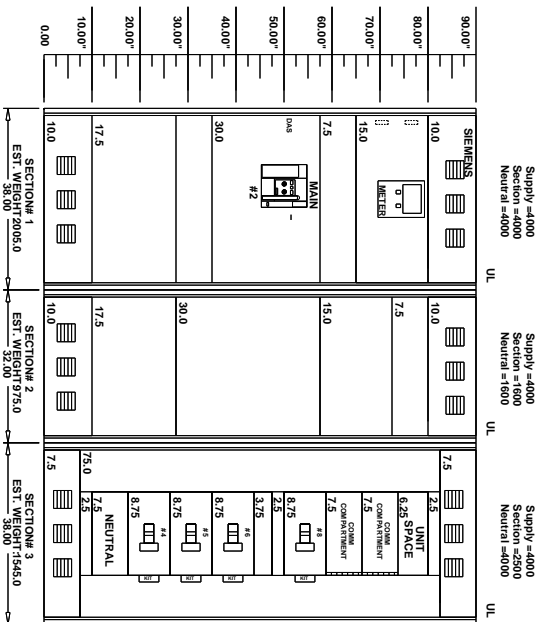 Supply =4000
Section =4000
Neutral =4000
UL
Supply =4000
Section =1600
Neutral =1600
UL
Supply =4000
Section =2500
Neutral =4000
UL
90.00"
80.00"
70.00"
60.00"
50.00"
40.00"
30.00"
20.00"
10.00"
0.00
SIEMENS
10.0
15.0
METER
7.5
DAS
MAIN
#2
I
30.0
17.5
10.0
10.0
7.5
15.0
30.0
17.5
10.0
7.5
2.5
6.25
UNIT
SPACE
7.5
COMM
COMPARTMENT
7.5
COMM
COMPARTMENT
8.75
#8
KIT
2.5
3.75
8.75
#6
KIT
8.75
#5
KIT
8.75
#4
KIT
7.5
NEUTRAL
2.5
75.0
7.5
SECTION# 1
EST. WEIGHT2005.0
38.00
SECTION# 2
EST. WEIGHT975.0
32.00
SECTION# 3
EST. WEIGHT1545.0
38.00